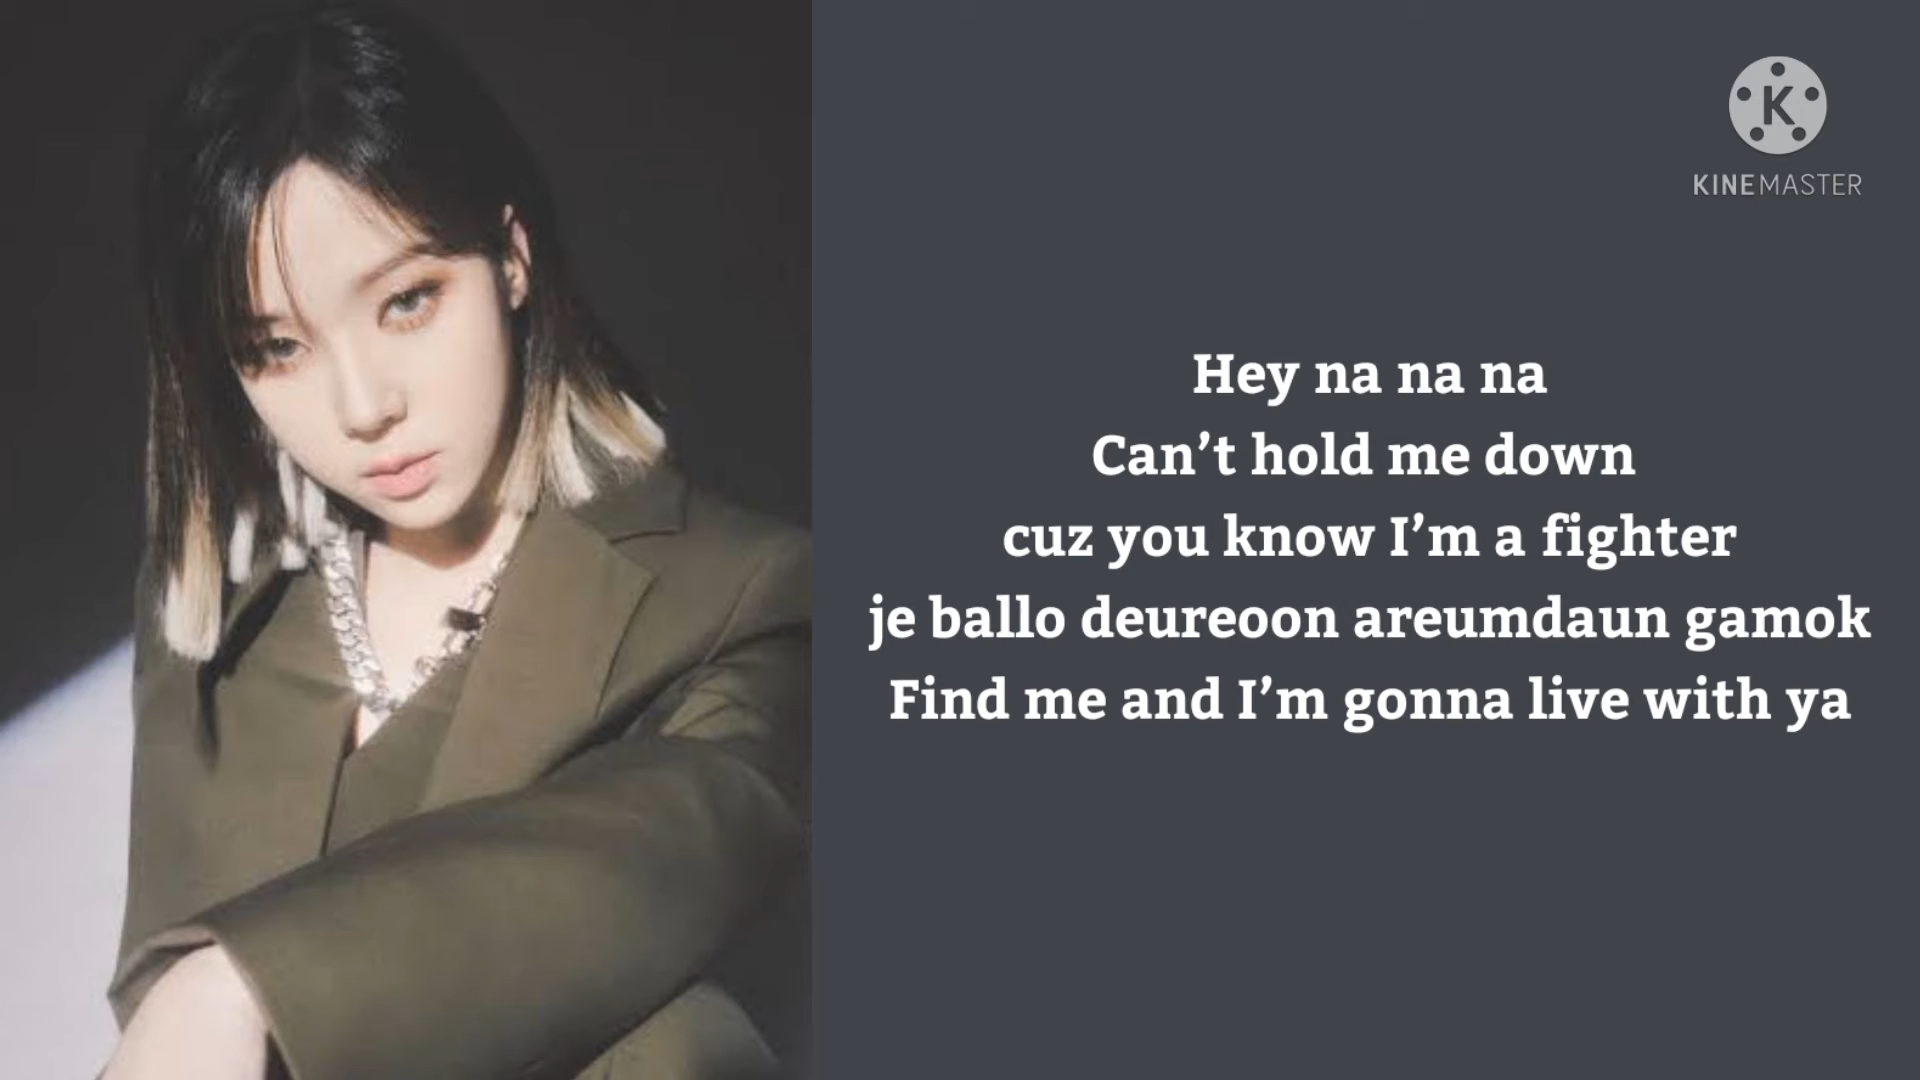 K
KINEMASTER
Hey na na na
Can’t hold me down
cuz you know I’m a fighter
je ballo deureoon areumdaun gamok
Find me and I’m gonna live with ya